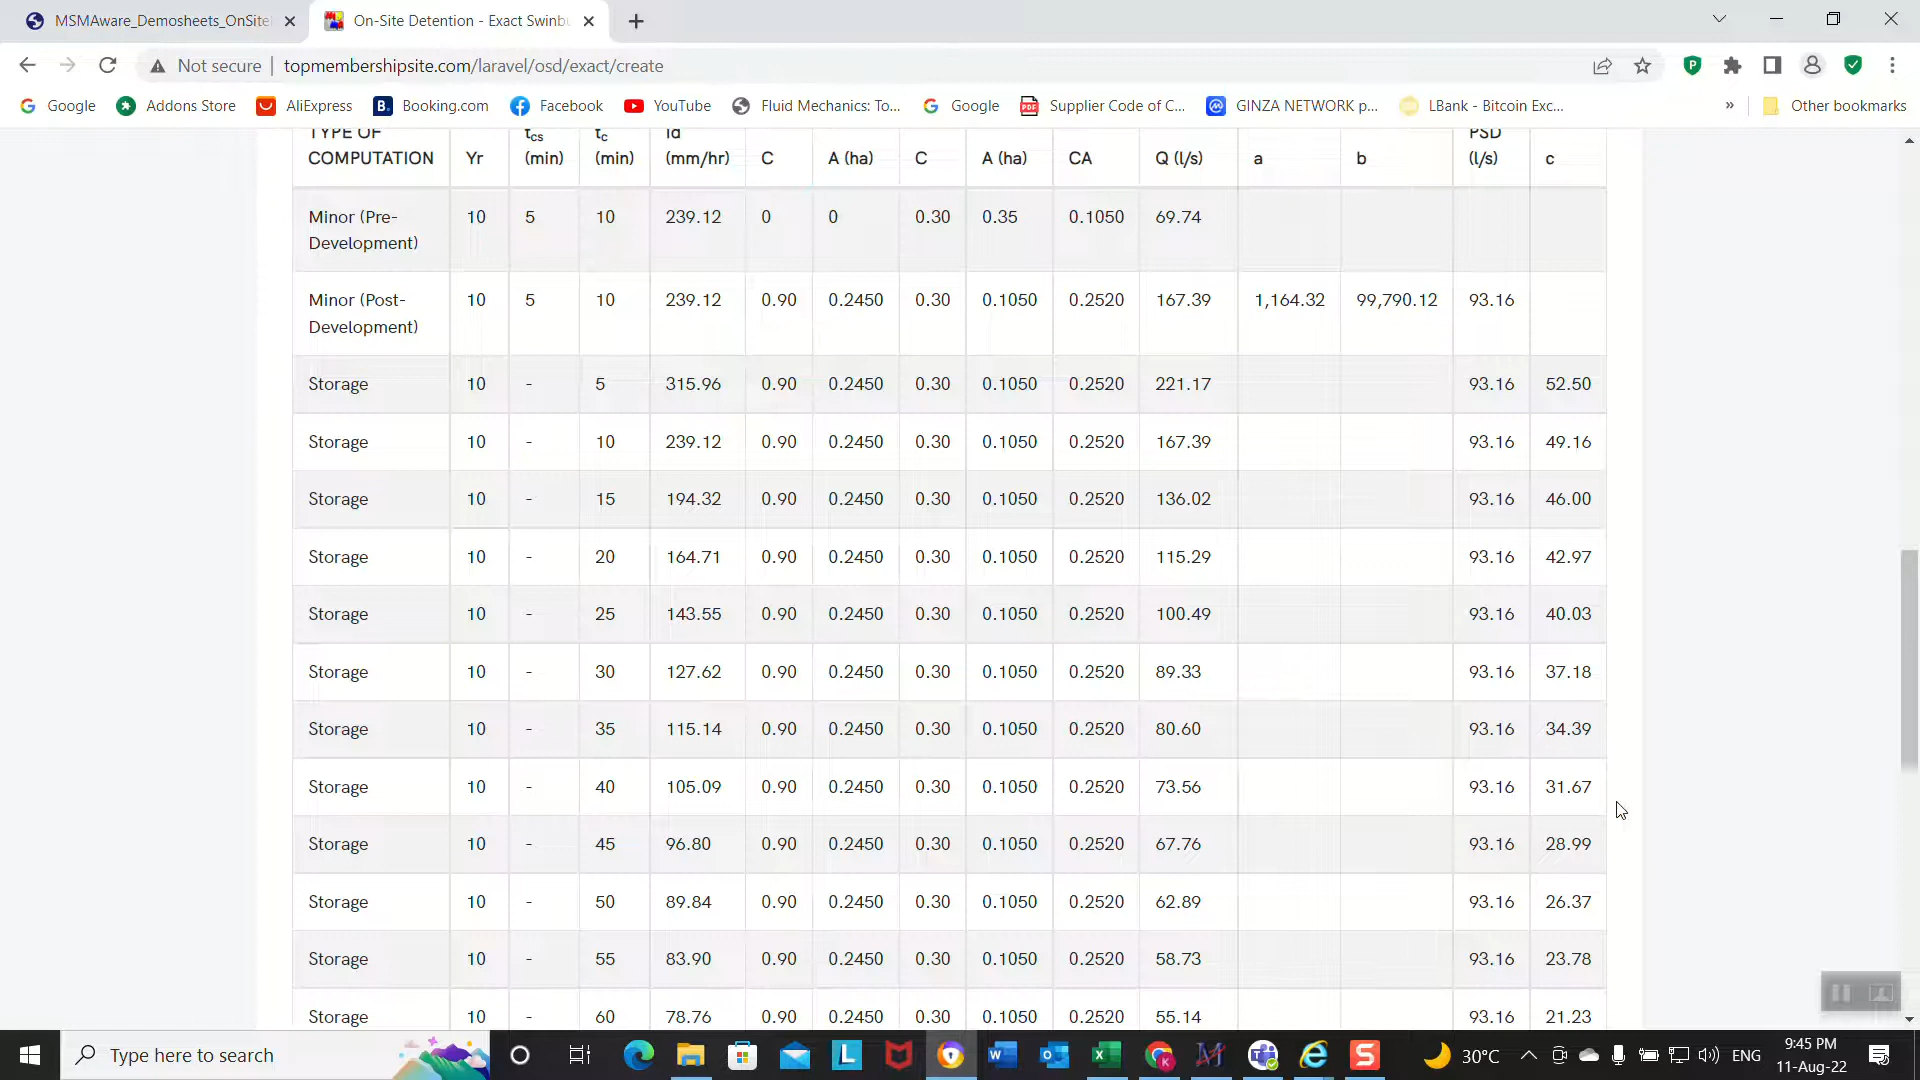 MSMAware_Demosheets_OnSite
On-Site Detention - Exact Swinbu
Not secure
topmembershipsite.com/laravel/osd/exact/create
Google
Addons Store
AliExpress
Booking.com
Facebook
YouTube
Fluid Mechanics: To...
Google
Supplier Code of C...
GINZA NETWORK p...
LBank - Bitcoin Exc...
»
Other bookmarks
TYPE OF COMPUTATION Yr tcs (min) tc (min) Id (mm/hr) C A (ha) C A (ha) CA Q (l/s) a b PSD (l/s) c
Minor (Pre-Development) 10 5 10 239.12 0 0 0.30 0.35 0.1050 69.74
Minor (Post-Development) 10 5 10 239.12 0.90 0.2450 0.30 0.1050 0.2520 167.39 1,164.32 99,790.12 93.16
Storage 10 - 5 315.96 0.90 0.2450 0.30 0.1050 0.2520 221.17 93.16 52.50
Storage 10 - 10 239.12 0.90 0.2450 0.30 0.1050 0.2520 167.39 93.16 49.16
Storage 10 - 15 194.32 0.90 0.2450 0.30 0.1050 0.2520 136.02 93.16 46.00
Storage 10 - 20 164.71 0.90 0.2450 0.30 0.1050 0.2520 115.29 93.16 42.97
Storage 10 - 25 143.55 0.90 0.2450 0.30 0.1050 0.2520 100.49 93.16 40.03
Storage 10 - 30 127.62 0.90 0.2450 0.30 0.1050 0.2520 89.33 93.16 37.18
Storage 10 - 35 115.14 0.90 0.2450 0.30 0.1050 0.2520 80.60 93.16 34.39
Storage 10 - 40 105.09 0.90 0.2450 0.30 0.1050 0.2520 73.56 93.16 31.67
Storage 10 - 45 96.80 0.90 0.2450 0.30 0.1050 0.2520 67.76 93.16 28.99
Storage 10 - 50 89.84 0.90 0.2450 0.30 0.1050 0.2520 62.89 93.16 26.37
Storage 10 - 55 83.90 0.90 0.2450 0.30 0.1050 0.2520 58.73 93.16 23.78
Storage 10 - 60 78.76 0.90 0.2450 0.30 0.1050 0.2520 55.14 93.16 21.23
Type here to search
30°C
ENG
9:45 PM
11-Aug-22